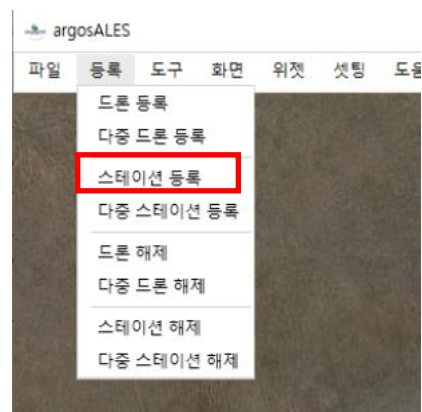 argosALES
파일 등록 도구 화면 위젯 셋팅
드론 등록
다중 드론 등록
스테이션 등록
다중 스테이션 등록
드론 해제
다중 드론 해제
스테이션 해제
다중 스테이션 해제